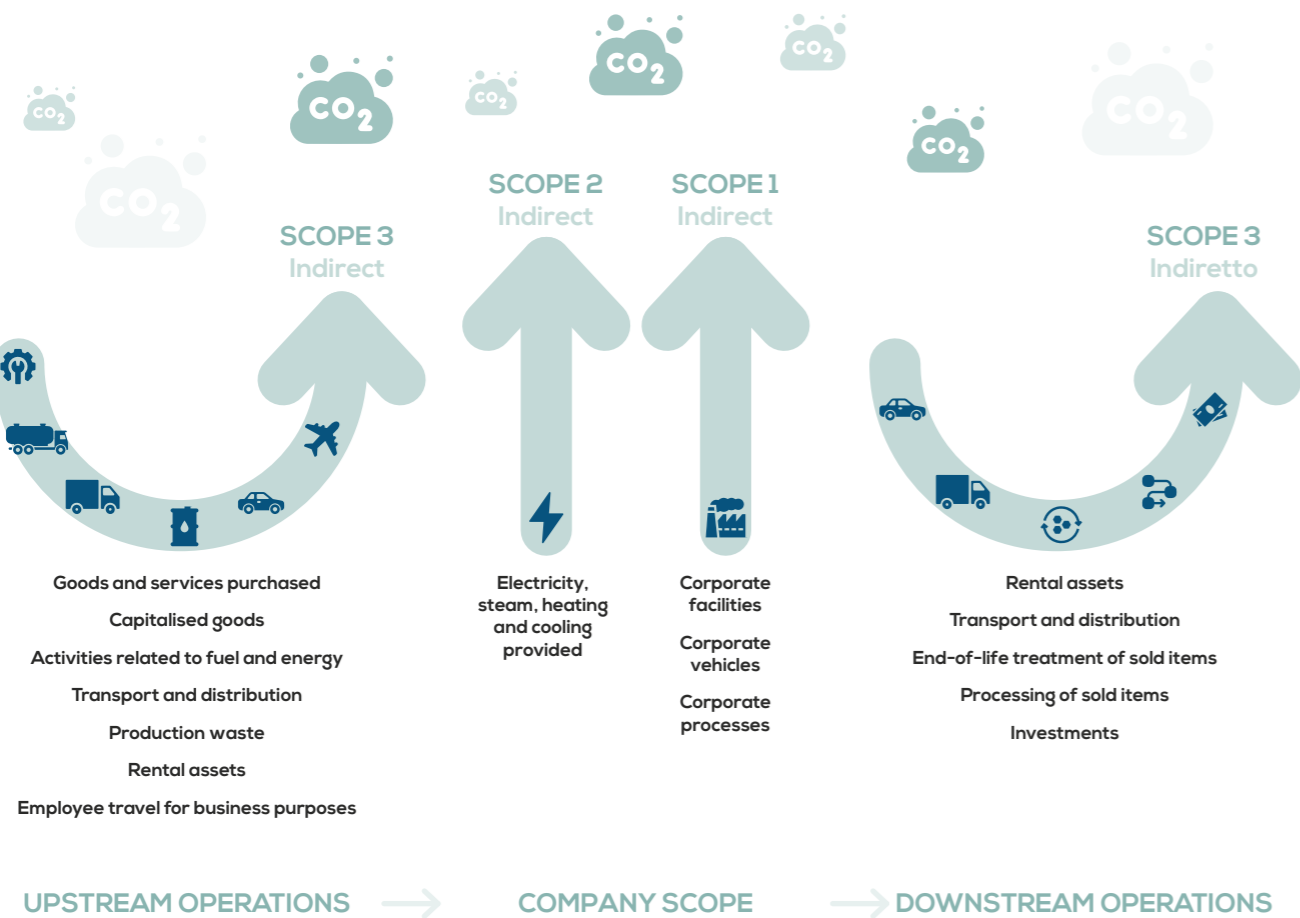 CO2
CO2
CO2
CO2
CO2
CO2
CO2
CO2
SCOPE 3
Indirect
SCOPE 2
Indirect
SCOPE 1
Indirect
SCOPE 3
Indiretto
Goods and services purchased
Capitalised goods
Activities related to fuel and energy
Transport and distribution
Production waste
Rental assets
Employee travel for business purposes
Electricity,
steam, heating
and cooling
provided
Corporate
facilities
Corporate
vehicles
Corporate
processes
Rental assets
Transport and distribution
End-of-life treatment of sold items
Processing of sold items
Investments
UPSTREAM OPERATIONS
COMPANY SCOPE
DOWNSTREAM OPERATIONS